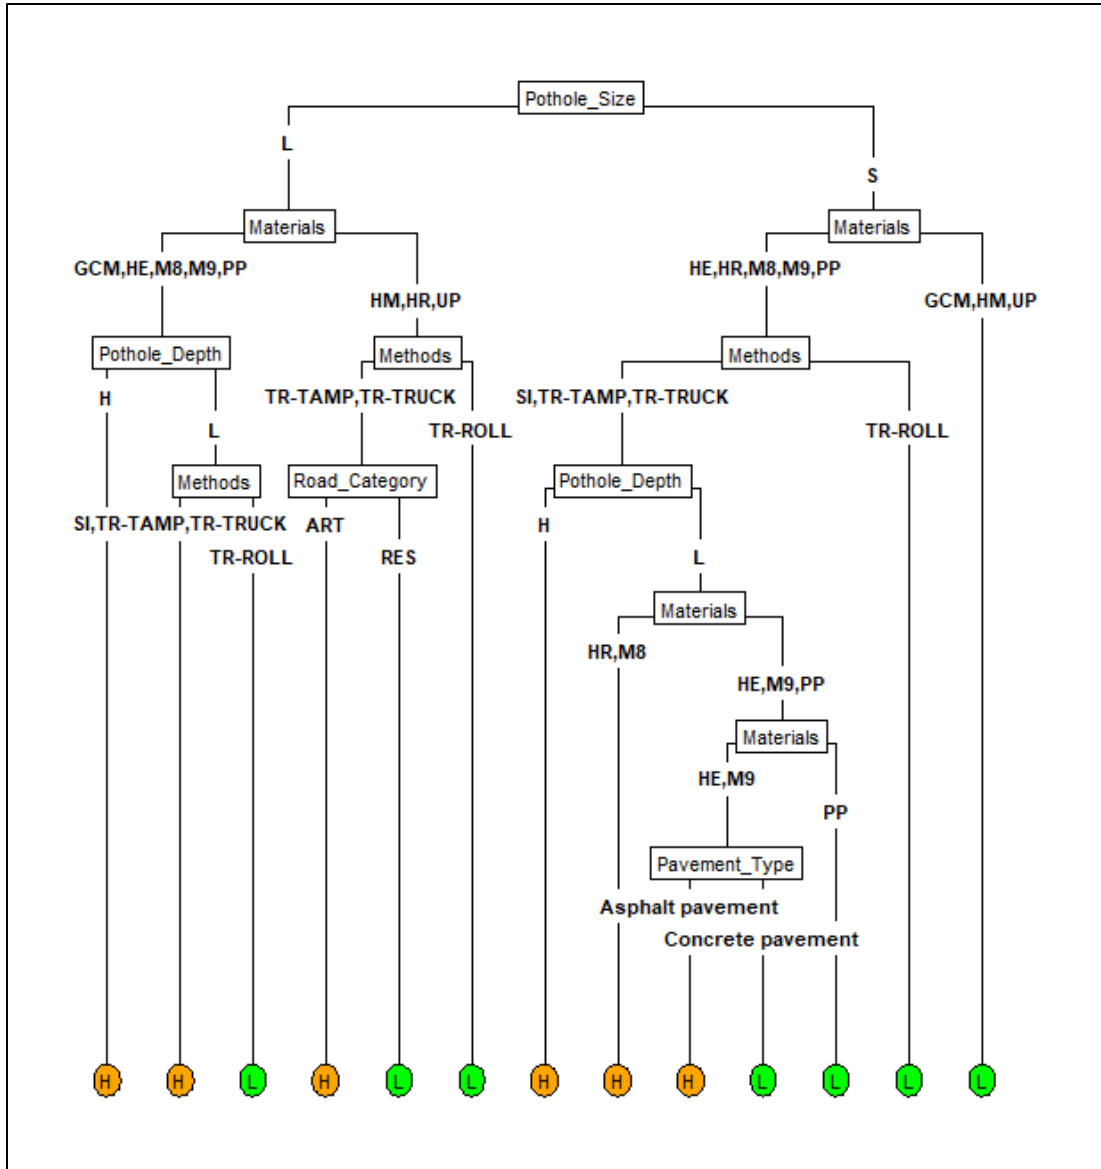 Pothole_Size
L
S
Materials
Materials
GCM,HE,M8,M9,PP
HM,HR,UP
HE,HR,M8,M9,PP
GCM,HM,UP
Pothole_Depth
Methods
Methods
H
L
TR-TAMP,TR-TRUCK
TR-ROLL
SI,TR-TAMP,TR-TRUCK
TR-ROLL
Methods
Road_Category
Pothole_Depth
SI,TR-TAMP,TR-TRUCK
TR-ROLL
ART
RES
H
L
Materials
HR,M8
HE,M9,PP
Materials
HE,M9
PP
Pavement_Type
Asphalt pavement
Concrete pavement
H H L H L L H H H L L L L